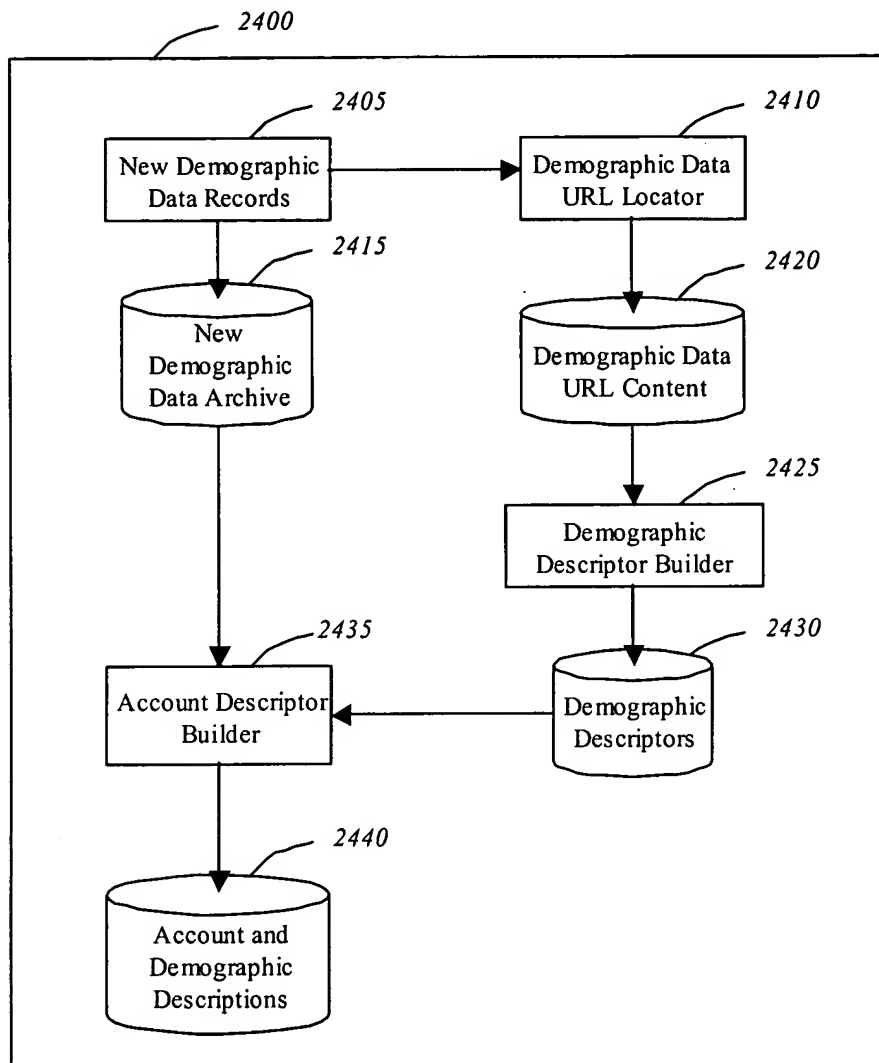 2400
2405
2410
New Demographic
Data Records
Demographic Data
URL Locator
2415
2420
New
Demographic
Data Archive
Demographic Data
URL Content
2425
Demographic
Descriptor Builder
2435
2430
Account Descriptor
Builder
Demographic
Descriptors
2440
Account and
Demographic
Descriptions